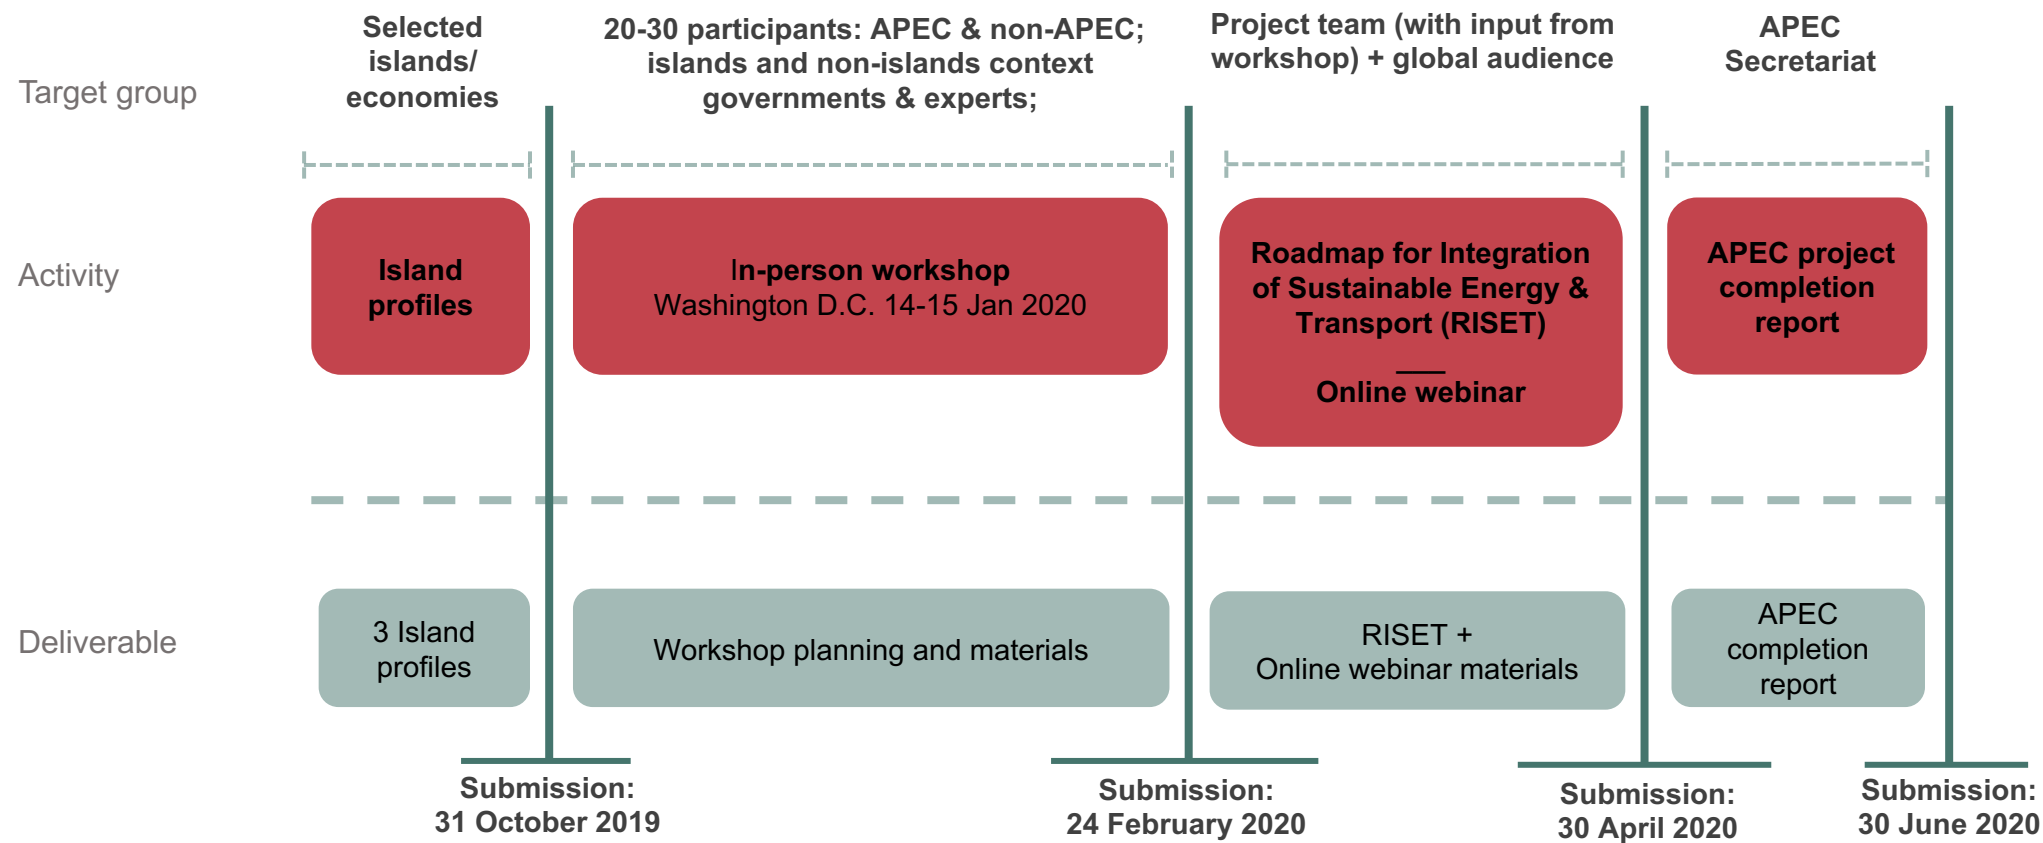 Target group
Selected
islands/
economies
20-30 participants: APEC & non-APEC;
islands and non-islands context
governments & experts;
Project team (with input from
workshop) + global audience
APEC
Secretariat
Activity
Island
profiles
In-person workshop
Washington D.C. 14-15 Jan 2020
Roadmap for Integration
of Sustainable Energy &
Transport (RISET)
Online webinar
APEC project
completion
report
Deliverable
3 Island
profiles
Workshop planning and materials
RISET +
Online webinar materials
APEC
completion
report
Submission:
31 October 2019
Submission:
24 February 2020
Submission:
30 April 2020
Submission:
30 June 2020